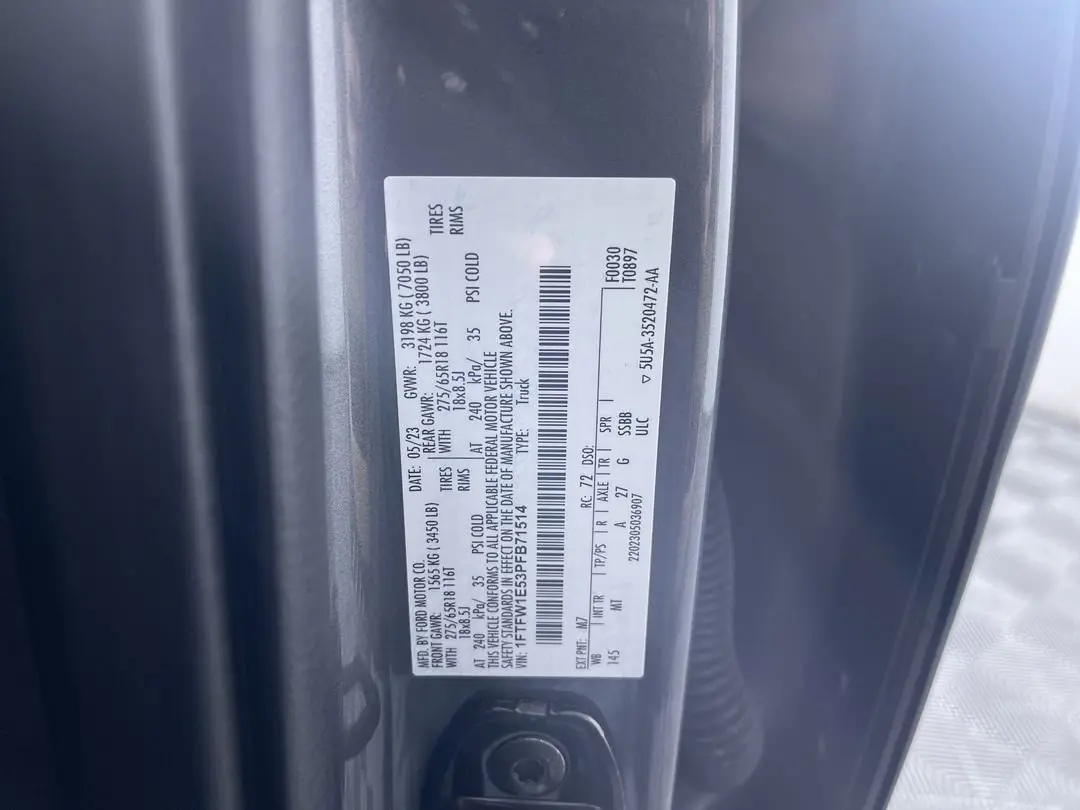 MFD. BY FORD MOTOR CO. DATE: 05/23 GVWR: 3198 KG ( 7050 LB)
FRONT GAWR: 1565 KG ( 3450 LB) REAR GAWR: 1724 KG ( 3800 LB)
WITH 275/65R18 116T TIRES WITH 275/65R18 116T TIRES
18x8.5J RIMS 18x8.5J RIMS
AT 240 kPa/ 35 PSI COLD AT 240 kPa/ 35 PSI COLD
THIS VEHICLE CONFORMS TO ALL APPLICABLE FEDERAL MOTOR VEHICLE
SAFETY STANDARDS IN EFFECT ON THE DATE OF MANUFACTURE SHOWN ABOVE.
VIN: 1FTFW1E53PFB71514 TYPE: Truck
EXT PNT: M7 RC: 72 DSO: F0030
WB INT TR TP/PS R AXLE TR SPR T0897
145 MT A 27 G SSBB
2202305036907 ULC ▽ 5U5A-3520472-AA